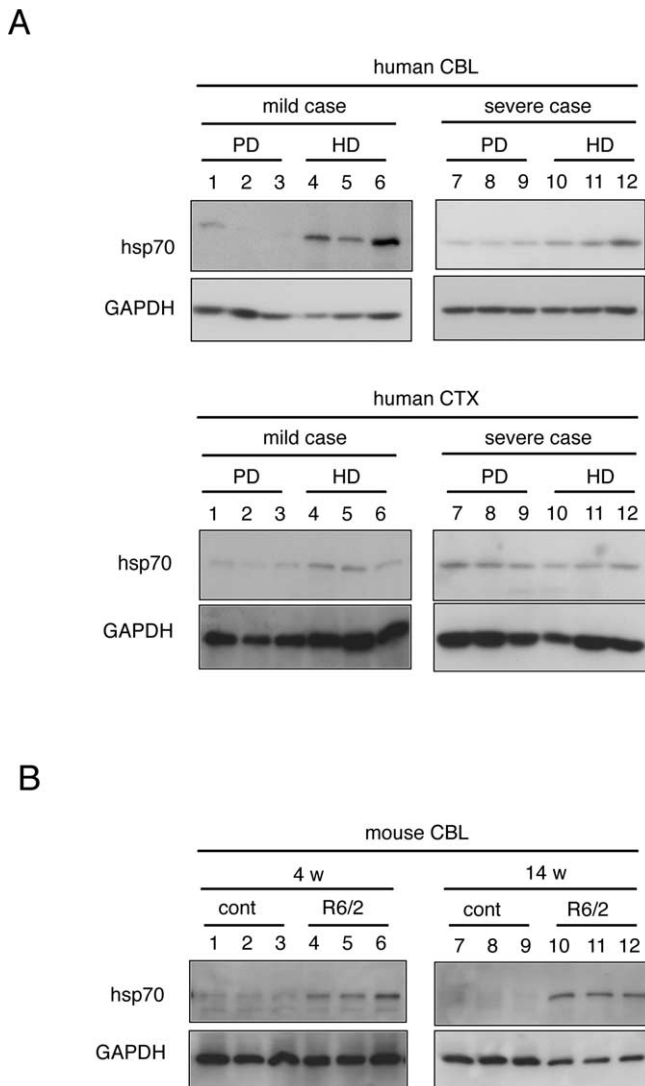 A
human CBL
mild case severe case
PD HD PD HD
1 2 3 4 5 6 7 8 9 10 11 12
hsp70
GAPDH
human CTX
mild case severe case
PD HD PD HD
1 2 3 4 5 6 7 8 9 10 11 12
hsp70
GAPDH
B
mouse CBL
4 w 14 w
cont R6/2 cont R6/2
1 2 3 4 5 6 7 8 9 10 11 12
hsp70
GAPDH